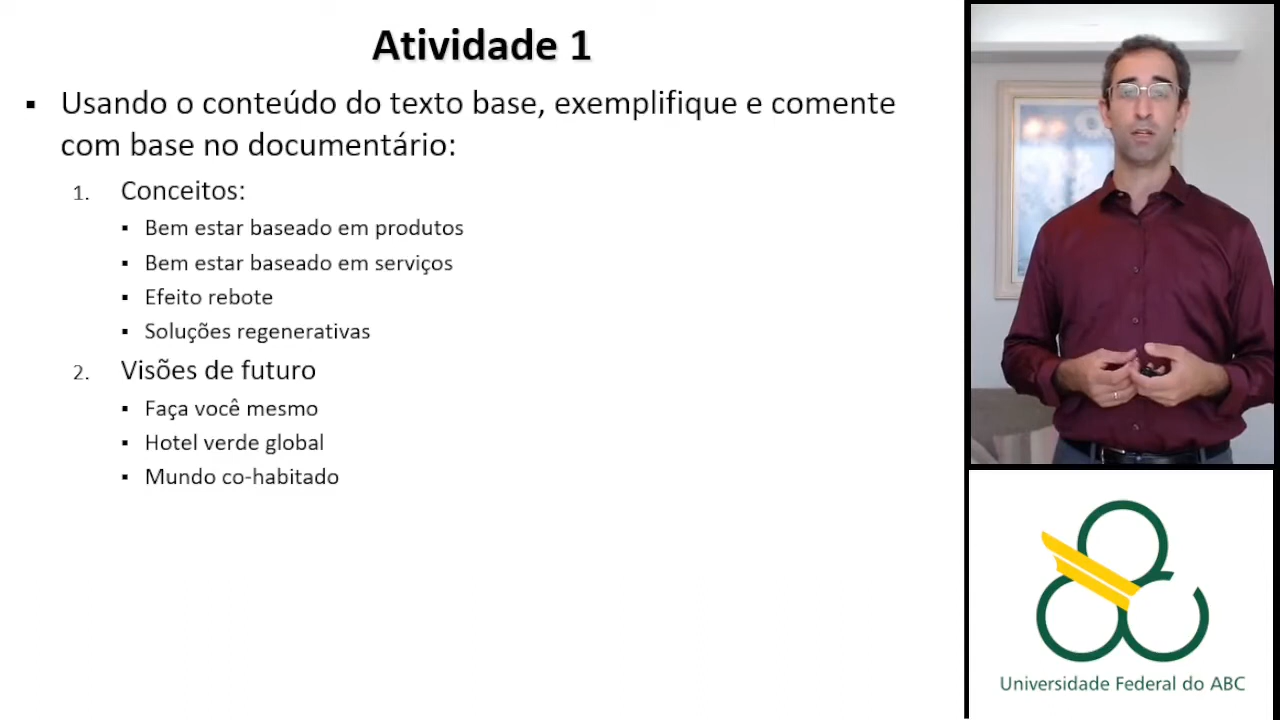 Atividade 1
▪ Usando o conteúdo do texto base, exemplifique e comente
com base no documentário:
1. Conceitos:
▪ Bem estar baseado em produtos
▪ Bem estar baseado em serviços
▪ Efeito rebote
▪ Soluções regenerativas
2. Visões de futuro
▪ Faça você mesmo
▪ Hotel verde global
▪ Mundo co-habitado
Universidade Federal do ABC